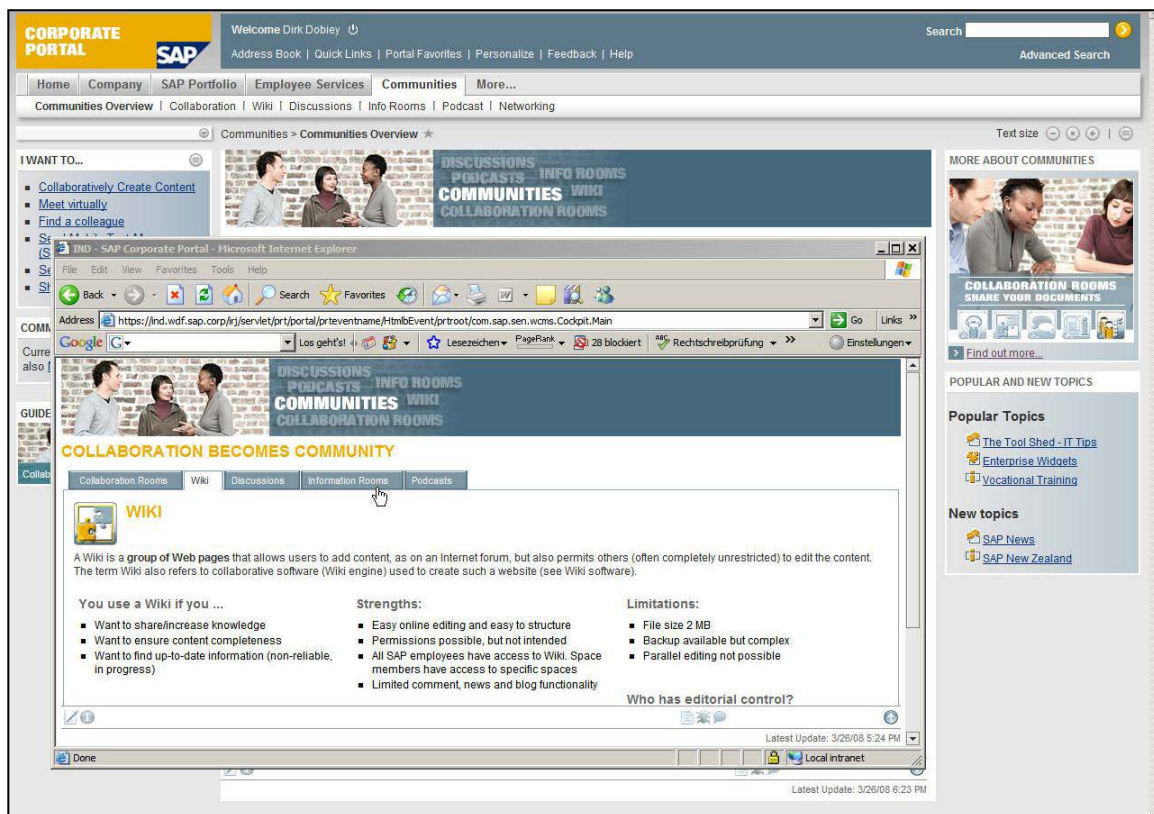 CORPORATE
PORTAL
SAP
Welcome Dirk Dobiey
Search
Address Book | Quick Links | Portal Favorites | Personalize | Feedback | Help
Advanced Search
Home Company SAP Portfolio Employee Services Communities More...
Communities Overview | Collaboration | Wiki | Discussions | Info Rooms | Podcast | Networking
Communities > Communities Overview
Text size
I WANT TO...
Collaboratively Create Content
Meet virtually
Find a colleague
(S
Se
Sh
COMM
Curre
also
GUIDE
Collab
DISCUSSIONS
PODCASTS INFO ROOMS
COMMUNITIES WIKI
COLLABORATION ROOMS
IND - SAP Corporate Portal - Microsoft Internet Explorer
File Edit View Favorites Tools Help
Back Search Favorites
Address https://ind.wdf.sap.corp/irj/servlet/prt/portal/prteventname/HtmlbEvent/prtroot/com.sap.sen.wcms.Cockpit.Main Go Links »
Google G Los geht's! Lesezeichen PageRank 28 blockiert Rechtschreibprüfung » Einstellungen
DISCUSSIONS
PODCASTS INFO ROOMS
COMMUNITIES WIKI
COLLABORATION ROOMS
COLLABORATION BECOMES COMMUNITY
Collaboration Rooms Wiki Discussions Information Rooms Podcasts
WIKI
A Wiki is a group of Web pages that allows users to add content, as on an Internet forum, but also permits others (often completely unrestricted) to edit the content.
The term Wiki also refers to collaborative software (Wiki engine) used to create such a website (see Wiki software).
You use a Wiki if you ...
Want to share/increase knowledge
Want to ensure content completeness
Want to find up-to-date information (non-reliable,
in progress)
Strengths:
Easy online editing and easy to structure
Permissions possible, but not intended
All SAP employees have access to Wiki. Space
members have access to specific spaces
Limited comment, news and blog functionality
Limitations:
File size 2 MB
Backup available but complex
Parallel editing not possible
Who has editorial control?
Latest Update: 3/26/08 5:24 PM
Done
Local intranet
Latest Update: 3/26/08 6:23 PM
MORE ABOUT COMMUNITIES
COLLABORATION ROOMS
SHARE YOUR DOCUMENTS
Find out more...
POPULAR AND NEW TOPICS
Popular Topics
The Tool Shed - IT Tips
Enterprise Widgets
Vocational Training
New topics
SAP News
SAP New Zealand